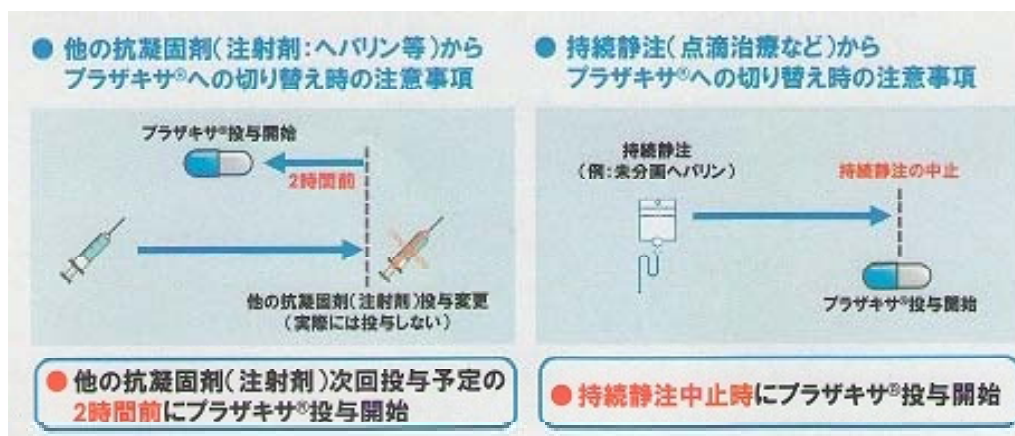 ● 他の抗凝固剤(注射剤:ヘパリン等)から
プラザキサ®への切り替え時の注意事項
プラザキサ®投与開始
2時間前
他の抗凝固剤(注射剤)投与変更
(実際には投与しない)
● 他の抗凝固剤(注射剤)次回投与予定の
2時間前にプラザキサ®投与開始
● 持続静注(点滴治療など)から
プラザキサ®への切り替え時の注意事項
持続静注
(例:未分画ヘパリン)
持続静注の中止
プラザキサ®投与開始
● 持続静注中止時にプラザキサ®投与開始